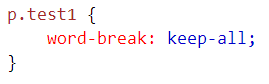 p.test1 {
    word-break: keep-all;
}